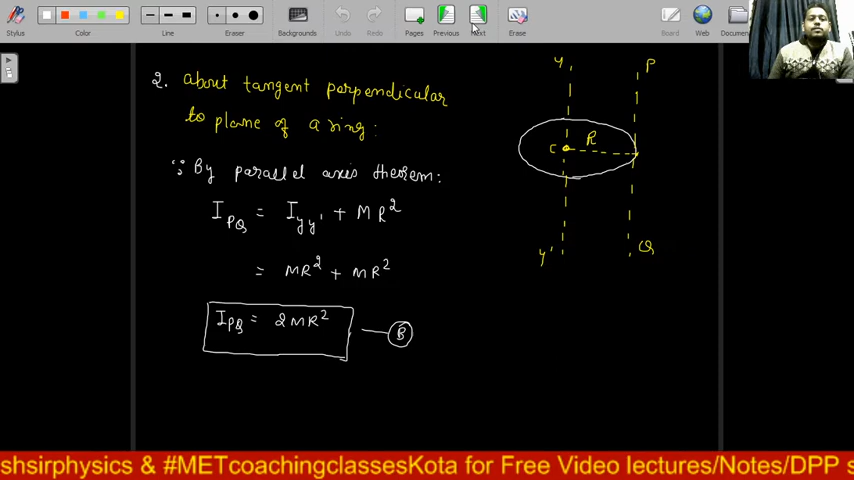 Stylus
Color
Line
Eraser
Backgrounds
Undo
Redo
Pages
Previous
Next
Erase
Board
Web
Documen
2. about tangent perpendicular
to plane of a ring:
∵ By parallel axis theorem:
I_PQ = I_yy' + MR²
= MR² + MR²
I_PQ = 2MR² — B
y
P
C
R
y'
Q
shsirphysics & #METcoachingclassesKota for Free Video lectures/Notes/DPP s